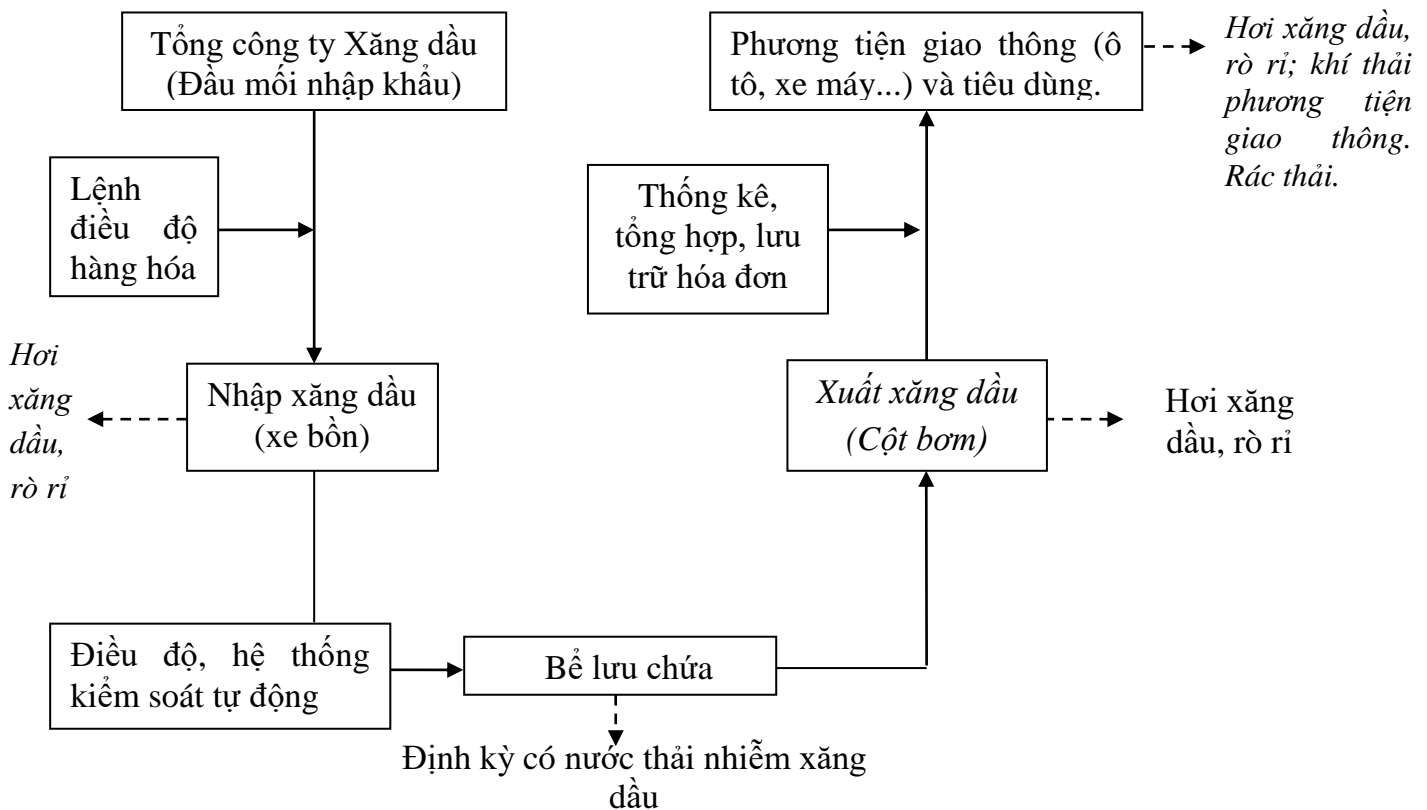 Tổng công ty Xăng dầu
(Đầu mối nhập khẩu)
Phương tiện giao thông (ô
tô, xe máy...) và tiêu dùng.
Hơi xăng dầu,
rò rỉ; khí thải
phương tiện
giao thông.
Rác thải.
Lệnh
điều độ
hàng hóa
Thống kê,
tổng hợp, lưu
trữ hóa đơn
Hơi
xăng
dầu,
rò rỉ
Nhập xăng dầu
(xe bồn)
Xuất xăng dầu
(Cột bơm)
Hơi xăng
dầu, rò rỉ
Điều độ, hệ thống
kiểm soát tự động
Bể lưu chứa
Định kỳ có nước thải nhiễm xăng
dầu